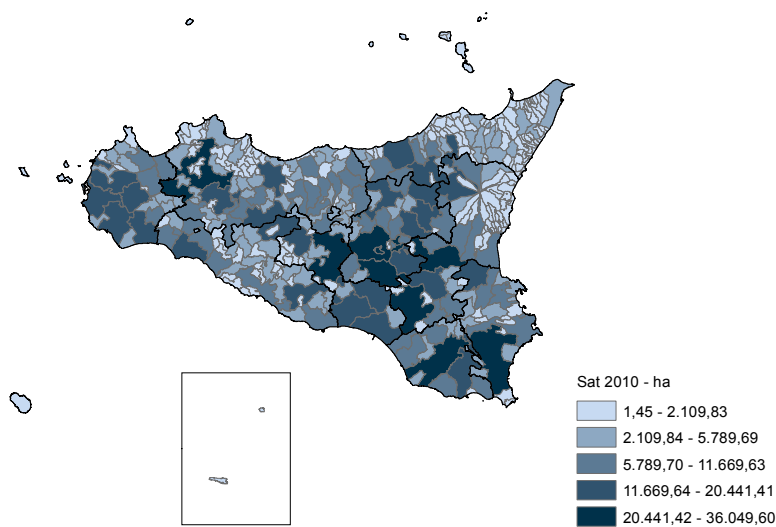 Sat 2010 - ha
1,45 - 2.109,83
2.109,84 - 5.789,69
5.789,70 - 11.669,63
11.669,64 - 20.441,41
20.441,42 - 36.049,60